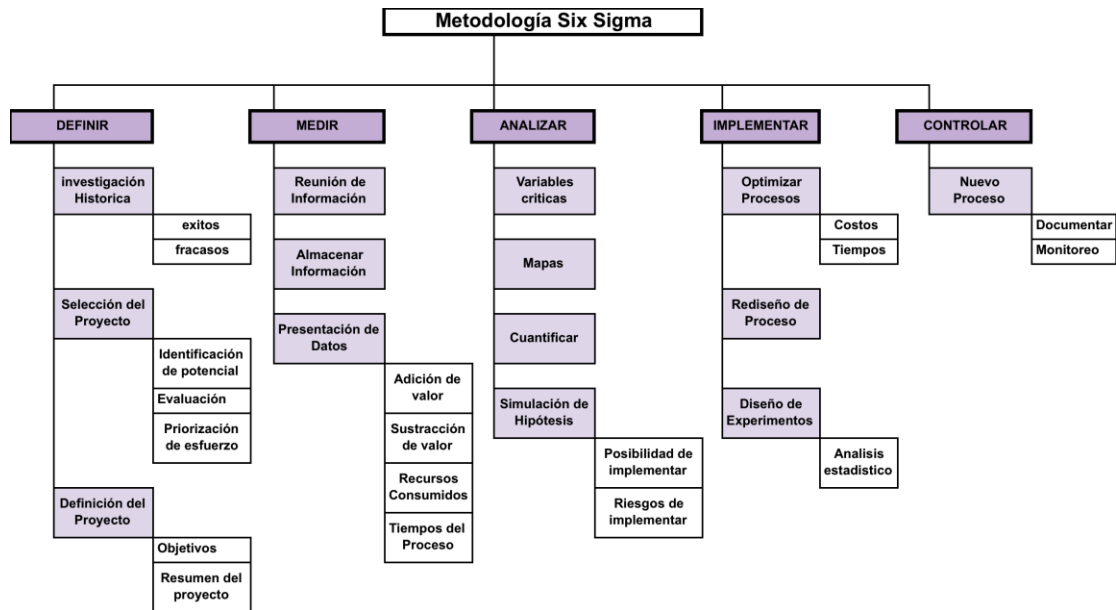 Metodología Six Sigma
DEFINIR
MEDIR
ANALIZAR
IMPLEMENTAR
CONTROLAR
investigación
Historica
exitos
fracasos
Selección del
Proyecto
Identificación
de potencial
Evaluación
Priorización
de esfuerzo
Definición del
Proyecto
Objetivos
Resumen del
proyecto
Reunión de
Información
Almacenar
Información
Presentación de
Datos
Adición de
valor
Sustracción
de valor
Recursos
Consumidos
Tiempos del
Proceso
Variables
criticas
Mapas
Cuantificar
Simulación de
Hipótesis
Posibilidad de
implementar
Riesgos de
implementar
Optimizar
Procesos
Costos
Tiempos
Rediseño de
Proceso
Diseño de
Experimentos
Analisis
estadistico
Nuevo
Proceso
Documentar
Monitoreo